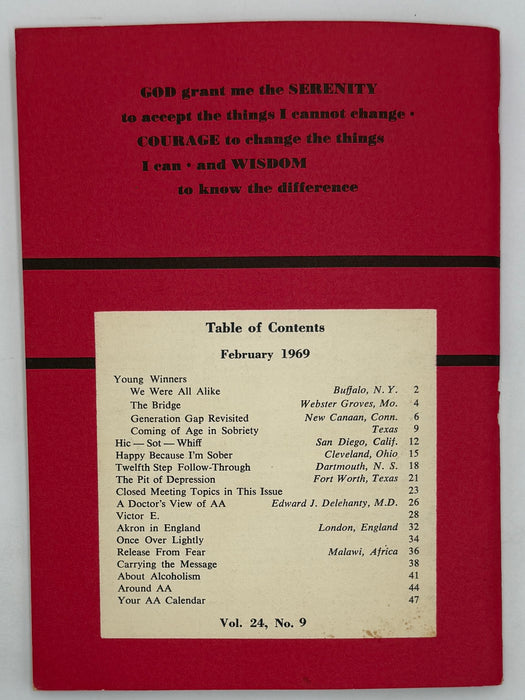 GOD grant me the SERENITY
to accept the things I cannot change •
COURAGE to change the things
I can • and WISDOM
to know the difference
Table of Contents
February 1969
Young Winners
We Were All Alike Buffalo, N. Y. 2
The Bridge Webster Groves, Mo. 4
Generation Gap Revisited New Canaan, Conn. 6
Coming of Age in Sobriety Texas 9
Hic — Sot — Whiff San Diego, Calif. 12
Happy Because I'm Sober Cleveland, Ohio 15
Twelfth Step Follow-Through Dartmouth, N. S. 18
The Pit of Depression Fort Worth, Texas 21
Closed Meeting Topics in This Issue 23
A Doctor's View of AA Edward J. Delehanty, M.D. 26
Victor E. 28
Akron in England London, England 32
Once Over Lightly 34
Release From Fear Malawi, Africa 36
Carrying the Message 38
About Alcoholism 41
Around AA 44
Your AA Calendar 47
Vol. 24, No. 9